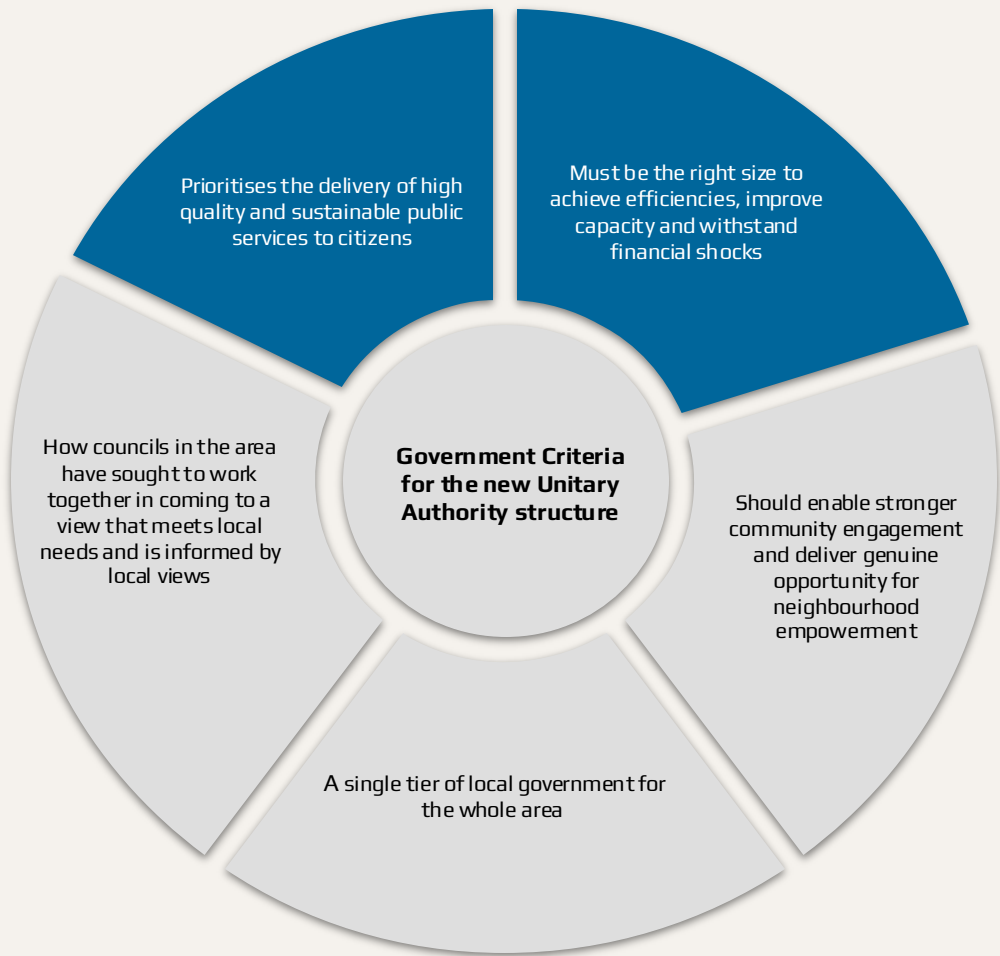 Prioritises the delivery of high
quality and sustainable public
services to citizens
Must be the right size to
achieve efficiencies, improve
capacity and withstand
financial shocks
How councils in the area
have sought to work
together in coming to a
view that meets local
needs and is informed by
local views
Government Criteria
for the new Unitary
Authority structure
Should enable stronger
community engagement
and deliver genuine
opportunity for
neighbourhood
empowerment
A single tier of local government for
the whole area